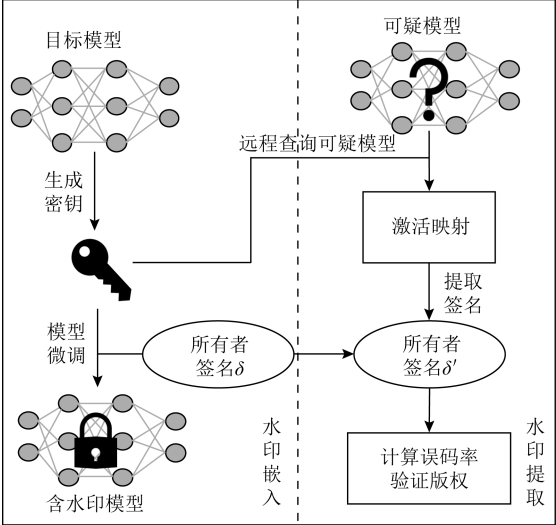 目标模型
可疑模型
远程查询可疑模型
生成
密钥
激活映射
提取
签名
模型
微调
所有者
签名δ
所有者
签名δ′
水印嵌入
计算误码率
验证版权
水印提取
含水印模型